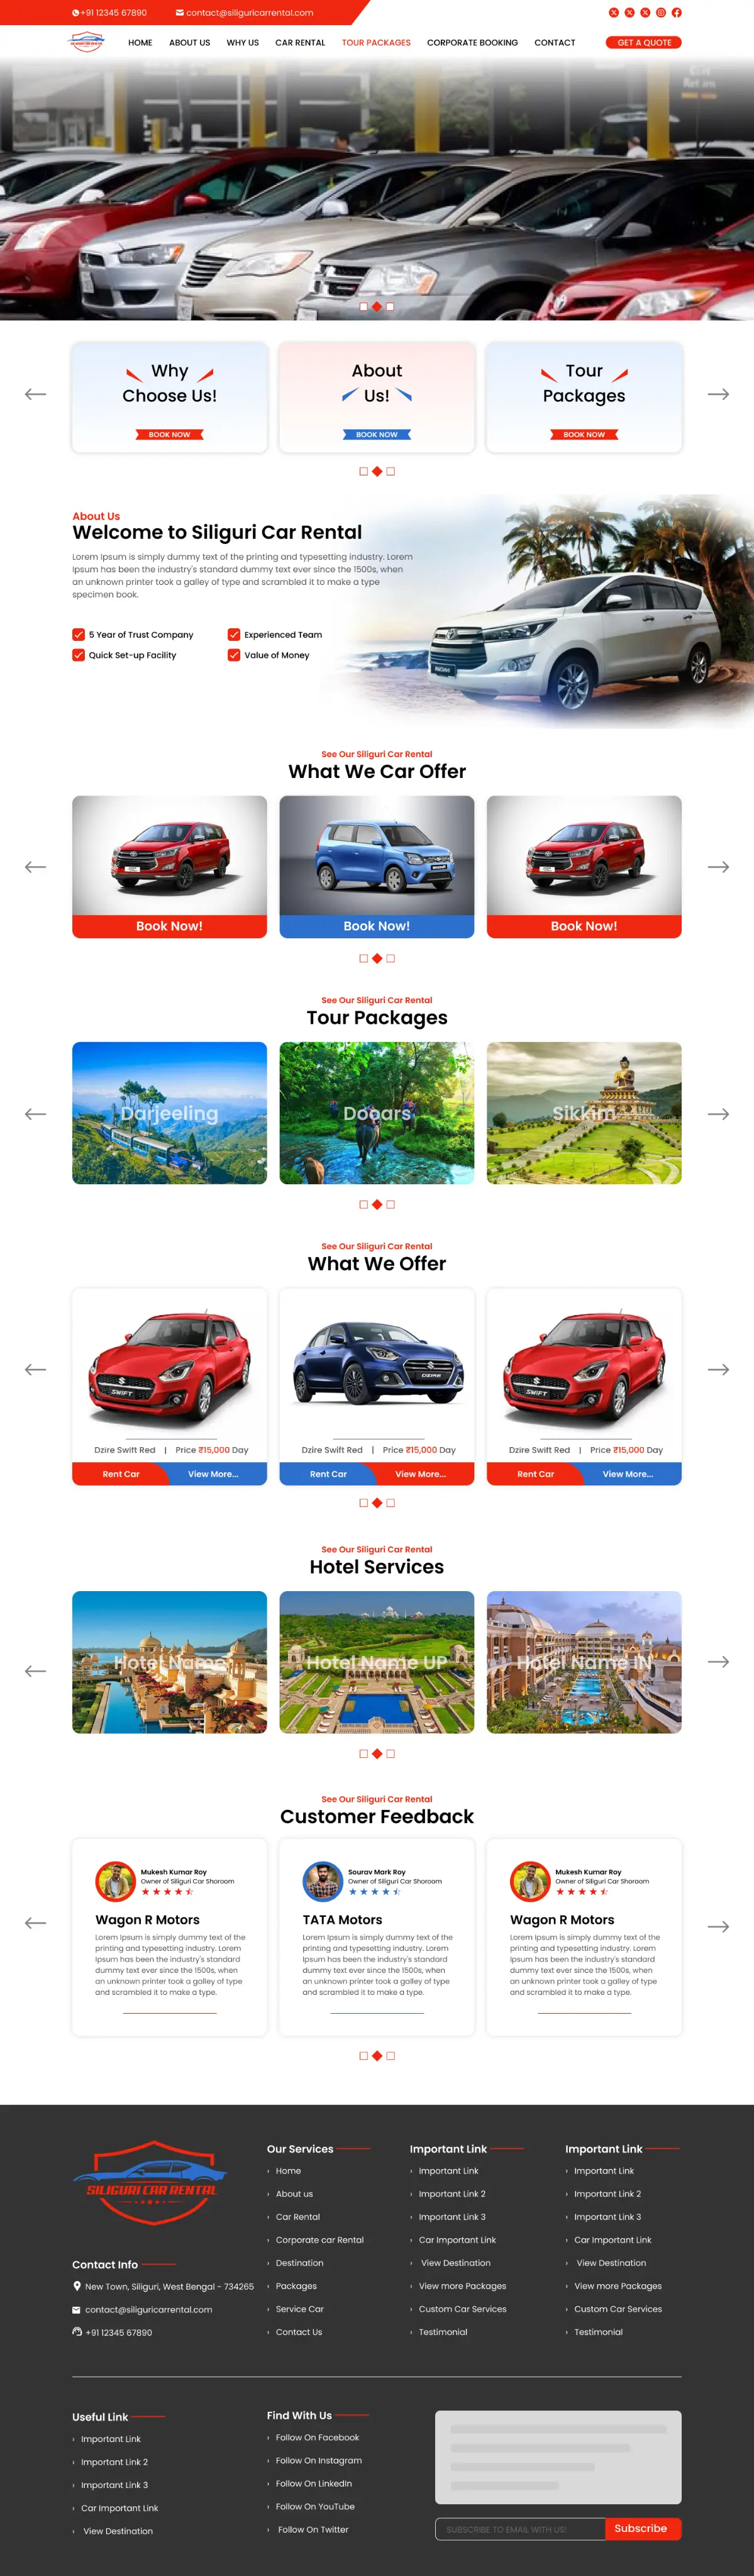 +91 12345 67890
contact@siliguricarrental.com
HOME
ABOUT US
WHY US
CAR RENTAL
TOUR PACKAGES
CORPORATE BOOKING
CONTACT
GET A QUOTE
Why
Choose Us!
BOOK NOW
About
Us!
BOOK NOW
Tour
Packages
BOOK NOW
About Us
Welcome to Siliguri Car Rental
Lorem Ipsum is simply dummy text of the printing and typesetting industry. Lorem
Ipsum has been the industry's standard dummy text ever since the 1500s, when
an unknown printer took a galley of type and scrambled it to make a type
specimen book.
5 Year of Trust Company
Experienced Team
Quick Set-up Facility
Value of Money
See Our Siliguri Car Rental
What We Car Offer
Book Now!
Book Now!
Book Now!
See Our Siliguri Car Rental
Tour Packages
Darjeeling
Dooars
Sikkim
See Our Siliguri Car Rental
What We Offer
SWIFT
DZIRE
SWIFT
Dzire Swift Red | Price ₹15,000 Day
Rent Car
View More...
Dzire Swift Red | Price ₹15,000 Day
Rent Car
View More...
Dzire Swift Red | Price ₹15,000 Day
Rent Car
View More...
See Our Siliguri Car Rental
Hotel Services
Hotel Name
Hotel Name UP
Hotel Name IN
See Our Siliguri Car Rental
Customer Feedback
Mukesh Kumar Roy
Owner of Siliguri Car Shoroom
Wagon R Motors
Lorem Ipsum is simply dummy text of the
printing and typesetting industry. Lorem
Ipsum has been the industry's standard
dummy text ever since the 1500s, when
an unknown printer took a galley of type
and scrambled it to make a type.
Sourav Mark Roy
Owner of Siliguri Car Shoroom
TATA Motors
Lorem Ipsum is simply dummy text of the
printing and typesetting industry. Lorem
Ipsum has been the industry's standard
dummy text ever since the 1500s, when
an unknown printer took a galley of type
and scrambled it to make a type.
Mukesh Kumar Roy
Owner of Siliguri Car Shoroom
Wagon R Motors
Lorem Ipsum is simply dummy text of the
printing and typesetting industry. Lorem
Ipsum has been the industry's standard
dummy text ever since the 1500s, when
an unknown printer took a galley of type
and scrambled it to make a type.
SILIGURI CAR RENTAL
Contact Info
New Town, Siliguri, West Bengal - 734265
contact@siliguricarrental.com
+91 12345 67890
Our Services
› Home
› About us
› Car Rental
› Corporate car Rental
› Destination
› Packages
› Service Car
› Contact Us
Important Link
› Important Link
› Important Link 2
› Important Link 3
› Car Important Link
› View Destination
› View more Packages
› Custom Car Services
› Testimonial
Important Link
› Important Link
› Important Link 2
› Important Link 3
› Car Important Link
› View Destination
› View more Packages
› Custom Car Services
› Testimonial
Useful Link
› Important Link
› Important Link 2
› Important Link 3
› Car Important Link
› View Destination
Find With Us
› Follow On Facebook
› Follow On Instagram
› Follow On LinkedIn
› Follow On YouTube
› Follow On Twitter
SUBSCRIBE TO EMAIL WITH US!
Subscribe